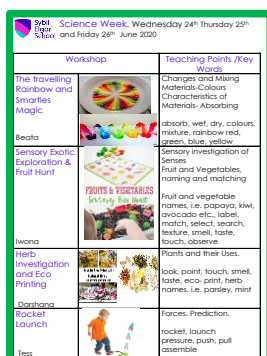 Sybil
Elgar
School
Science Week. Wednesday 24th Thursday 25th
and Friday 26th June 2020
Workshop
Teaching Points /Key
Words
The travelling
Rainbow and
Smarties
Magic
Beata
Changes and Mixing
Materials-Colours
Characteristics of
Materials- Absorbing
absorb, wet, dry, colours,
mixture, rainbow red,
green, blue, yellow
Sensory Exotic
Exploration &
Fruit Hunt
Iwona
FRUITS & VEGETABLES
Sensory Bin Hunt
Sensory investigation of
Senses
Fruit and Vegetables,
naming and matching
Fruit and vegetable
names, i.e. papaya, kiwi,
avocado etc., label,
match, select, search,
texture, smell, taste,
touch, observe
Herb
Investigation
and Eco
Printing
Darshana
Plants and their Uses.
look, point, touch, smell,
taste, eco- print, herb
names, i.e. parsley, mint
Rocket
Launch
Tess
Forces. Prediction.
rocket, launch
pressure, push, pull
assemble